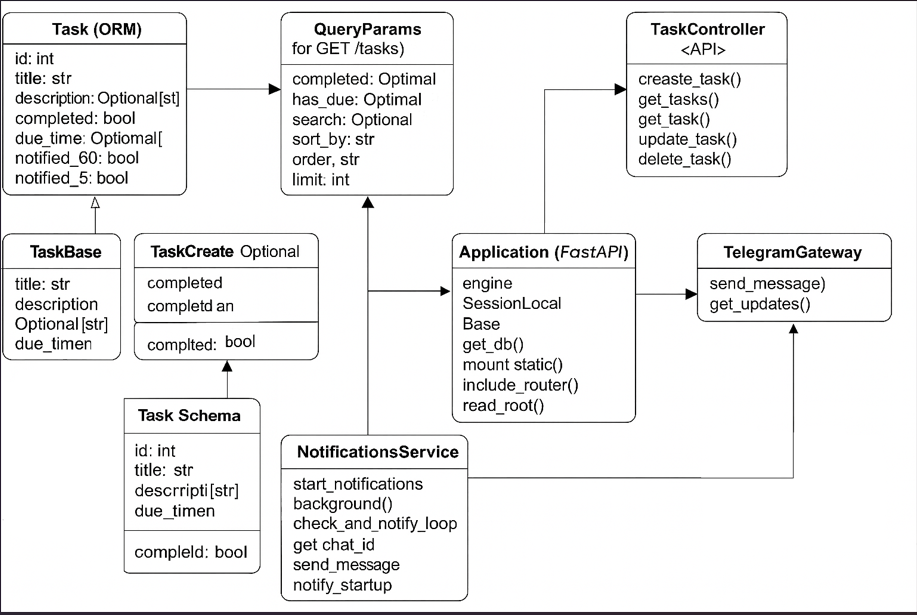 Task (ORM)
id: int
title: str
description: Optional[st]
completed: bool
due_time: Optiomal[
notified_60: bool
notified_5: bool
QueryParams
for GET /tasks)
completed: Optimal
has_due: Optimal
search: Optional
sort_by: str
order, str
limit: int
TaskController
<API>
creaste_task()
get_tasks()
get_task()
update_task()
delete_task()
TaskBase
title: str
description
Optional [str]
due_timen
TaskCreate Optional
completed
completd an
complted: bool
Application (FastAPI)
engine
SessionLocal
Base
get_db()
mount static()
include_router()
read_root()
TelegramGateway
send_message)
get_updates()
Task Schema
id: int
title: str
descrripti[str]
due_timen
compleld: bool
NotificationsService
start_notifications
background()
check_and_notify_loop
get chat_id
send_message
notify_startup